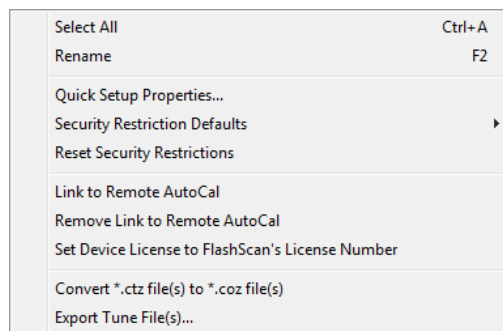 Select All Ctrl+A
Rename F2
Quick Setup Properties...
Security Restriction Defaults
Reset Security Restrictions
Link to Remote AutoCal
Remove Link to Remote AutoCal
Set Device License to FlashScan's License Number
Convert *.ctz file(s) to *.coz file(s)
Export Tune File(s)...